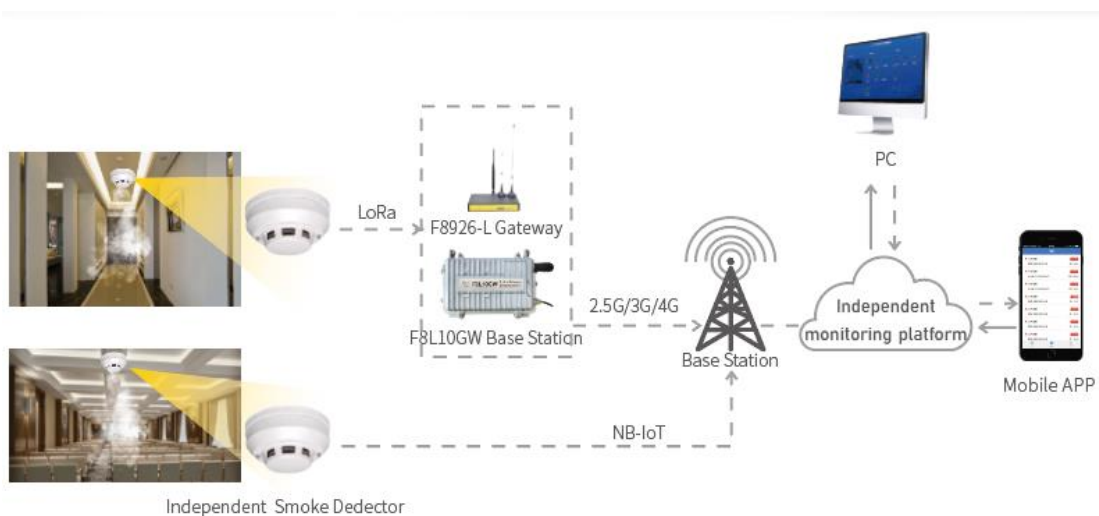 PC
LoRa
F8926-L Gateway
F8L10GW
F8L10GW Base Station
2.5G/3G/4G
Base Station
Independent
monitoring platform
Mobile APP
NB-IoT
Independent Smoke Dedector